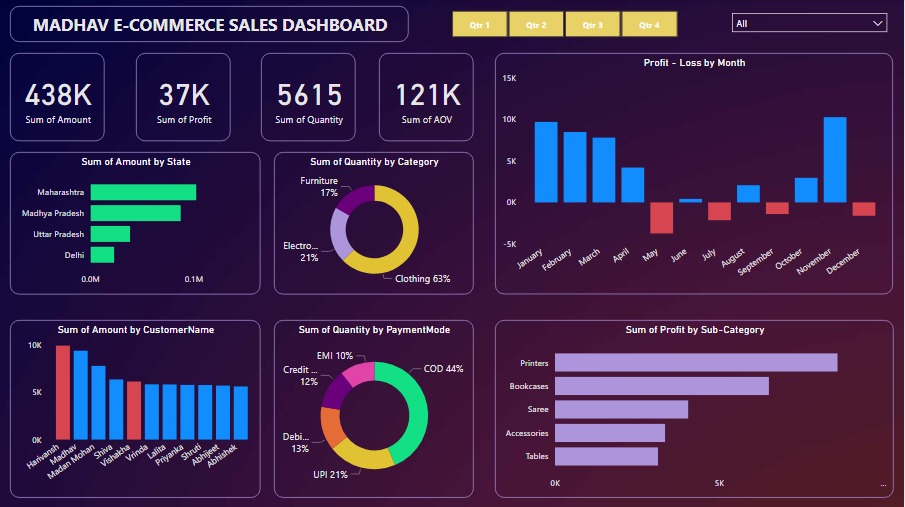 MADHAV E-COMMERCE SALES DASHBOARD
Qtr 1
Qtr 2
Qtr 3
Qtr 4
All
438K
Sum of Amount
37K
Sum of Profit
5615
Sum of Quantity
121K
Sum of AOV
Profit - Loss by Month
15K
10K
5K
0K
-5K
January
February
March
April
May
June
July
August
September
October
November
December
Sum of Amount by State
Maharashtra
Madhya Pradesh
Uttar Pradesh
Delhi
0.0M
0.1M
Sum of Quantity by Category
Furniture
17%
Electro...
21%
Clothing 63%
Sum of Amount by CustomerName
10K
5K
0K
Harivansh
Madhav
Madan Mohan
Shiva
Vishakha
Vrinda
Lalita
Priyanka
Shruti
Abhijeet
Abhishek
Sum of Quantity by PaymentMode
EMI 10%
Credit ...
12%
Debi...
13%
UPI 21%
COD 44%
Sum of Profit by Sub-Category
Printers
Bookcases
Saree
Accessories
Tables
0K
5K
...